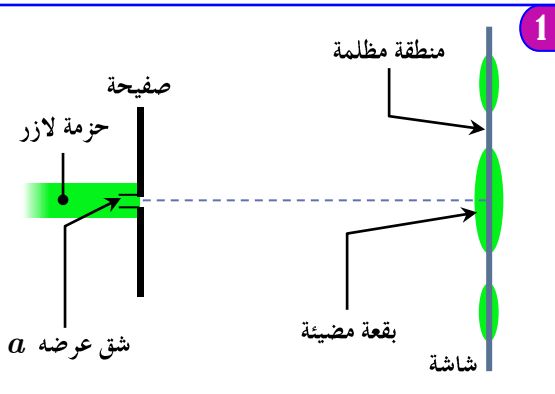 1
منطقة مظلمة
صفيحة
حزمة لازر
بقعة مضيئة
شق عرضه a
شاشة